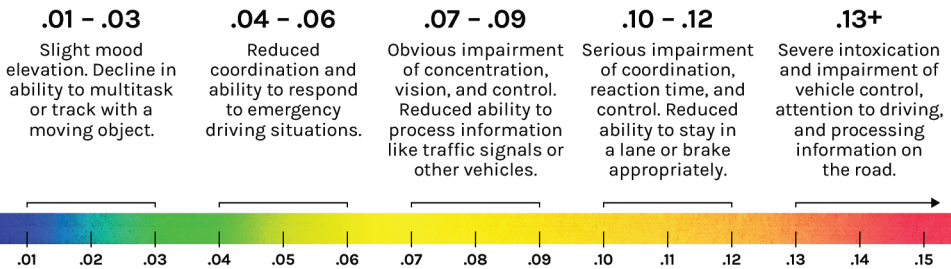 .01 – .03
Slight mood
elevation. Decline in
ability to multitask
or track with a
moving object.
.04 – .06
Reduced
coordination and
ability to respond
to emergency
driving situations.
.07 – .09
Obvious impairment
of concentration,
vision, and control.
Reduced ability to
process information
like traffic signals or
other vehicles.
.10 – .12
Serious impairment
of coordination,
reaction time, and
control. Reduced
ability to stay in
a lane or brake
appropriately.
.13+
Severe intoxication
and impairment of
vehicle control,
attention to driving,
and processing
information on
the road.
.01 .02 .03 .04 .05 .06 .07 .08 .09 .10 .11 .12 .13 .14 .15